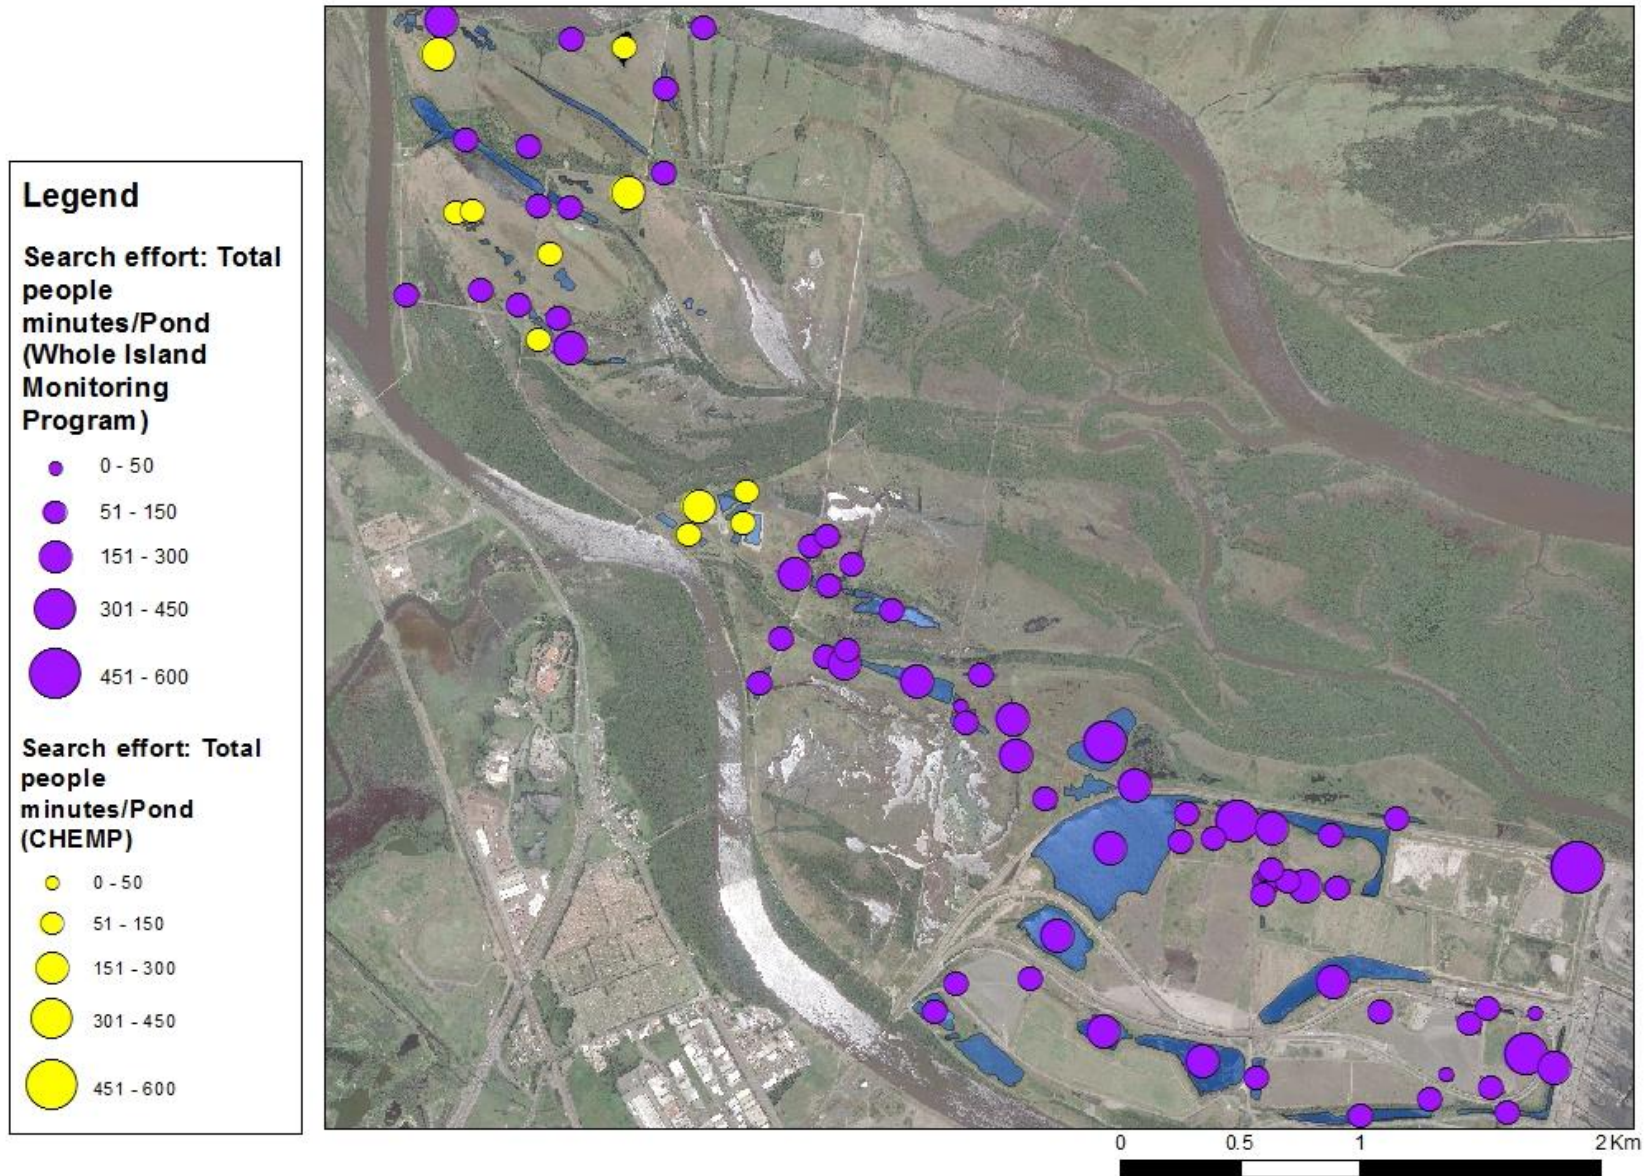 Legend
Search effort: Total
people
minutes/Pond
(Whole Island
Monitoring
Program)
0 - 50
51 - 150
151 - 300
301 - 450
451 - 600
Search effort: Total
people
minutes/Pond
(CHEMP)
0 - 50
51 - 150
151 - 300
301 - 450
451 - 600
0 0.5 1 2 Km